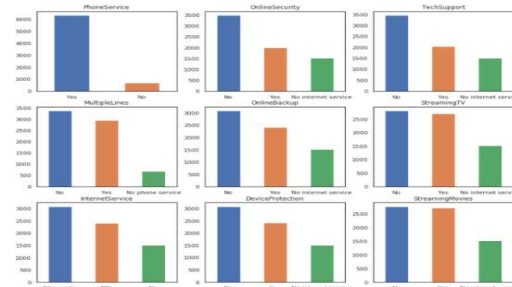 PhoneService
OnlineSecurity
TechSupport
6000
5000
4000
3000
2000
1000
0
3500
3000
2500
2000
1500
1000
500
0
3500
3000
2500
2000
1500
1000
500
0
Yes
No
No
Yes
No internet service
No
Yes
No internet service
MultipleLines
OnlineBackup
StreamingTV
3500
3000
2500
2000
1500
1000
500
0
3000
2500
2000
1500
1000
500
0
2500
2000
1500
1000
500
0
No
Yes
No phone service
No
Yes
No internet service
No
Yes
No internet service
InternetService
DeviceProtection
StreamingMovies
3000
2500
2000
1500
1000
500
0
3000
2500
2000
1500
1000
500
0
2500
2000
1500
1000
500
0